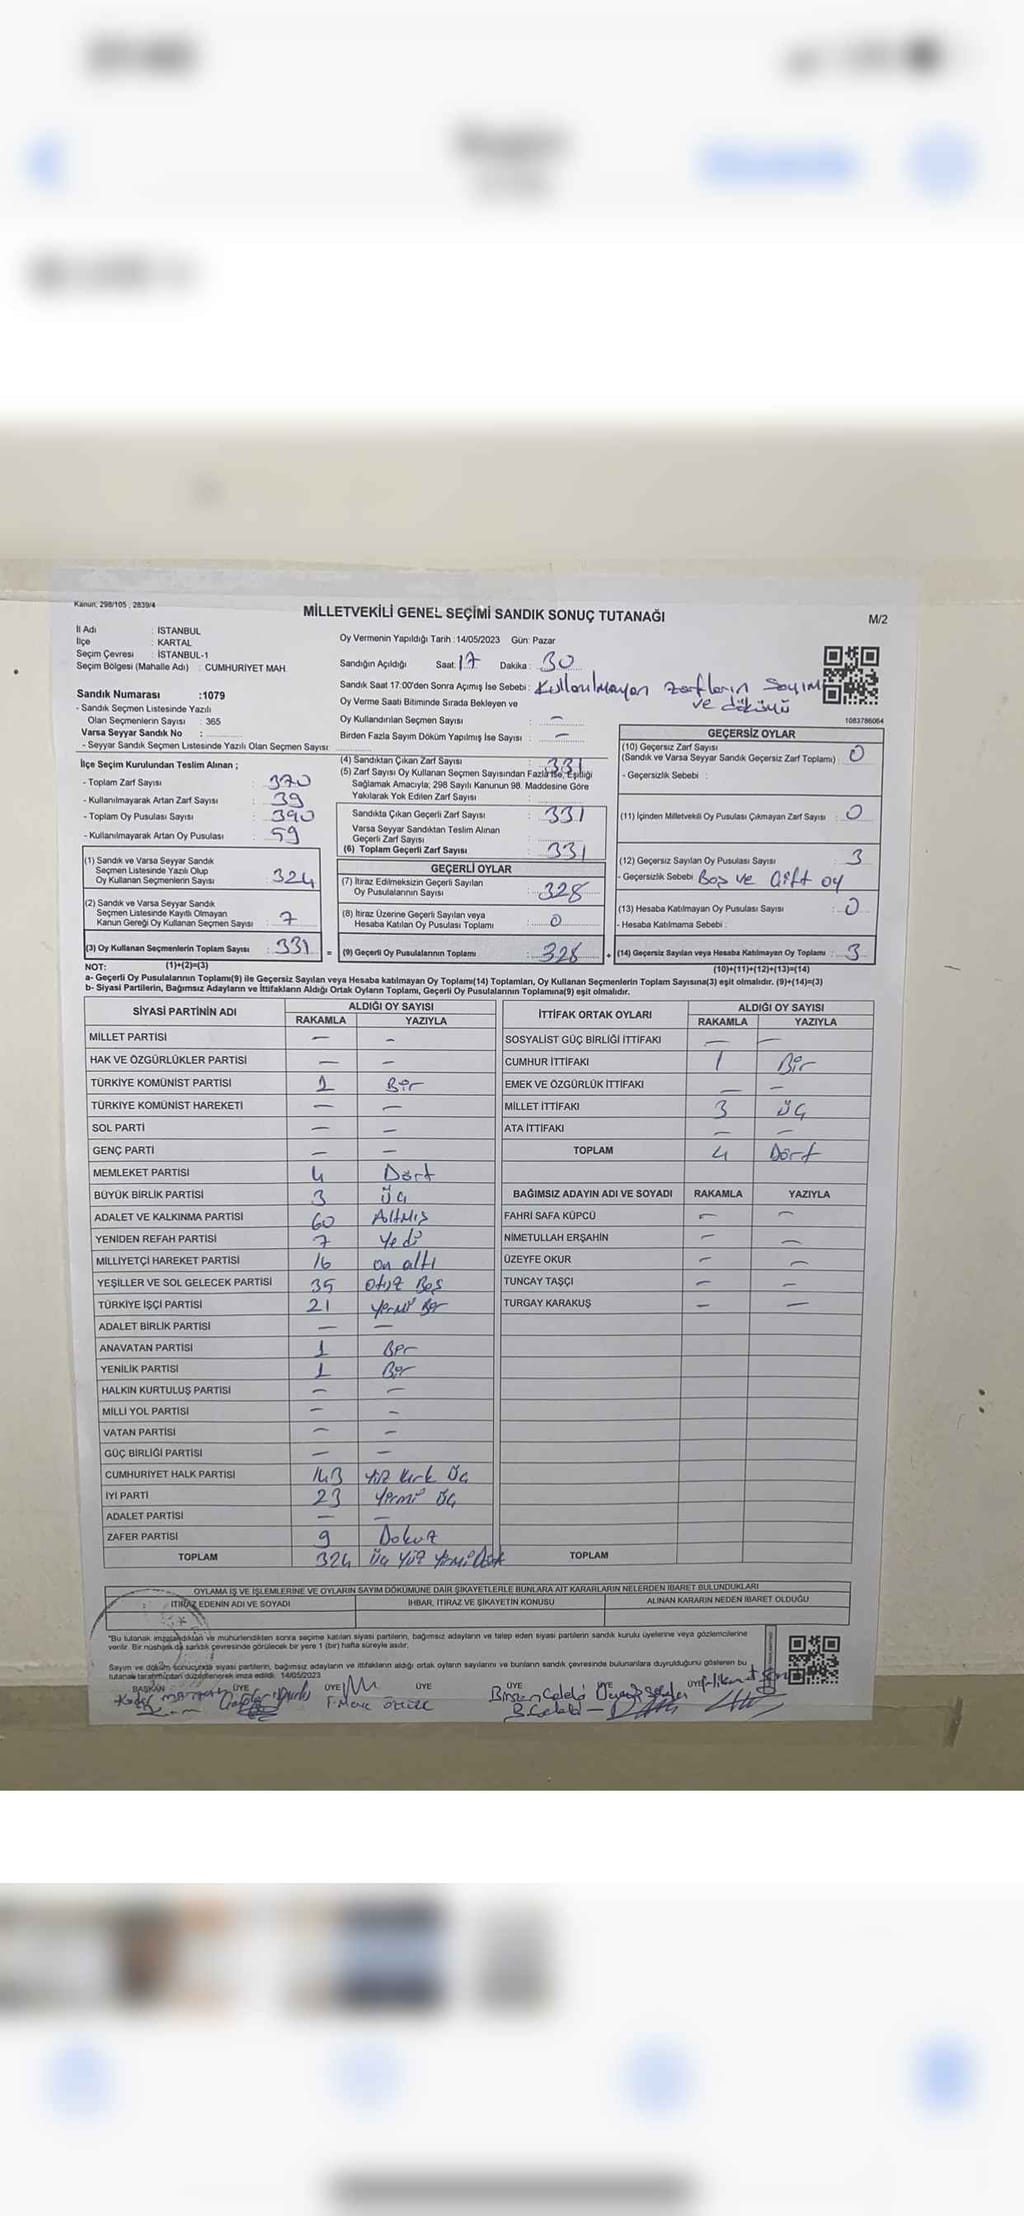 Kanun; 298/105 , 2839/4
MİLLETVEKİLİ GENEL SEÇİMİ SANDIK SONUÇ TUTANAĞI
M/2
İl Adı : İSTANBUL
İlçe : KARTAL
Seçim Çevresi : İSTANBUL-1
Seçim Bölgesi (Mahalle Adı) : CUMHURİYET MAH.
Oy Vermenin Yapıldığı Tarih :14/05/2023 Gün: Pazar
Sandığın Açıldığı Saat: 17 Dakika : 30
Sandık Saat 17:00'den Sonra Açımış İse Sebebi : Kullanılmayan zarfların sayımı
ve dökümü
Sandık Numarası :1079
- Sandık Seçmen Listesinde Yazılı
Olan Seçmenlerin Sayısı : 365
Varsa Seyyar Sandık No :
- Seyyar Sandık Seçmen Listesinde Yazılı Olan Seçmen Sayısı:
Oy Verme Saati Bitiminde Sırada Bekleyen ve
Oy Kullandırılan Seçmen Sayısı : -
Birden Fazla Sayım Döküm Yapılmış İse Sayısı : -
1083786064
İlçe Seçim Kurulundan Teslim Alınan ;
- Toplam Zarf Sayısı : 370
- Kullanılmayarak Artan Zarf Sayısı : 39
- Toplam Oy Pusulası Sayısı : 390
- Kullanılmayarak Artan Oy Pusulası : 59
(1) Sandık ve Varsa Seyyar Sandık
Seçmen Listesinde Yazılı Olup
Oy Kullanan Seçmenlerin Sayısı : 324
(2) Sandık ve Varsa Seyyar Sandık
Seçmen Listesinde Kayıtlı Olmayan
Kanun Gereği Oy Kullanan Seçmen Sayısı : 7
(3) Oy Kullanan Seçmenlerin Toplam Sayısı : 331
(1)+(2)=(3)
(4) Sandıktan Çıkan Zarf Sayısı : 331
(5) Zarf Sayısı Oy Kullanan Seçmen Sayısından Fazla İse, Eşitliği
Sağlamak Amacıyla; 298 Sayılı Kanunun 98. Maddesine Göre
Yakılarak Yok Edilen Zarf Sayısı :
Sandıkta Çıkan Geçerli Zarf Sayısı : 331
Varsa Seyyar Sandıktan Teslim Alınan
Geçerli Zarf Sayısı :
(6) Toplam Geçerli Zarf Sayısı : 331
GEÇERLİ OYLAR
(7) İtiraz Edilmeksizin Geçerli Sayılan
Oy Pusulalarının Sayısı : 328
(8) İtiraz Üzerine Geçerli Sayılan veya
Hesaba Katılan Oy Pusulası Toplamı : 0
= (9) Geçerli Oy Pusulalarının Toplamı : 328
GEÇERSİZ OYLAR
(10) Geçersiz Zarf Sayısı
(Sandık ve Varsa Seyyar Sandık Geçersiz Zarf Toplamı) : 0
- Geçersizlik Sebebi :
(11) İçinden Milletvekili Oy Pusulası Çıkmayan Zarf Sayısı : 0
(12) Geçersiz Sayılan Oy Pusulası Sayısı : 3
- Geçersizlik Sebebi : Boş ve Çift oy
(13) Hesaba Katılmayan Oy Pusulası Sayısı : 0
- Hesaba Katılmama Sebebi :
+ (14) Geçersiz Sayılan veya Hesaba Katılmayan Oy Toplamı : 3
(10)+(11)+(12)+(13)=(14)
NOT:
a- Geçerli Oy Pusulalarının Toplamı(9) ile Geçersiz Sayılan veya Hesaba katılmayan Oy Toplamı(14) Toplamları, Oy Kullanan Seçmenlerin Toplam Sayısına(3) eşit olmalıdır. (9)+(14)=(3)
b- Siyasi Partilerin, Bağımsız Adayların ve İttifakların Aldığı Ortak Oyların Toplamı, Geçerli Oy Pusulalarının Toplamına(9) eşit olmalıdır.
SİYASİ PARTİNİN ADI ALDIĞI OY SAYISI
RAKAMLA YAZIYLA
MİLLET PARTİSİ - -
HAK VE ÖZGÜRLÜKLER PARTİSİ - -
TÜRKİYE KOMÜNİST PARTİSİ 1 Bir
TÜRKİYE KOMÜNİST HAREKETİ - -
SOL PARTİ - -
GENÇ PARTİ - -
MEMLEKET PARTİSİ 4 Dört
BÜYÜK BİRLİK PARTİSİ 3 Üç
ADALET VE KALKINMA PARTİSİ 60 Altmış
YENİDEN REFAH PARTİSİ 7 Yedi
MİLLİYETÇİ HAREKET PARTİSİ 16 on altı
YEŞİLLER VE SOL GELECEK PARTİSİ 35 otuz Beş
TÜRKİYE İŞÇİ PARTİSİ 21 Yirmi Bir
ADALET BİRLİK PARTİSİ - -
ANAVATAN PARTİSİ 1 Bir
YENİLİK PARTİSİ 1 Bir
HALKIN KURTULUŞ PARTİSİ - -
MİLLİ YOL PARTİSİ - -
VATAN PARTİSİ - -
GÜÇ BİRLİĞİ PARTİSİ - -
CUMHURİYET HALK PARTİSİ 143 Yüz kırk Üç
İYİ PARTİ 23 Yirmi Üç
ADALET PARTİSİ - -
ZAFER PARTİSİ 9 Dokuz
TOPLAM 324 Üç Yüz Yirmi Dört
İTTİFAK ORTAK OYLARI ALDIĞI OY SAYISI
RAKAMLA YAZIYLA
SOSYALİST GÜÇ BİRLİĞİ İTTİFAKI - -
CUMHUR İTTİFAKI 1 Bir
EMEK VE ÖZGÜRLÜK İTTİFAKI - -
MİLLET İTTİFAKI 3 Üç
ATA İTTİFAKI - -
TOPLAM 4 Dört
BAĞIMSIZ ADAYIN ADI VE SOYADI RAKAMLA YAZIYLA
FAHRİ SAFA KÜPCÜ - -
NİMETULLAH ERŞAHİN - -
ÜZEYFE OKUR - -
TUNCAY TAŞÇI - -
TURGAY KARAKUŞ - -
TOPLAM
OYLAMA İŞ VE İŞLEMLERİNE VE OYLARIN SAYIM DÖKÜMÜNE DAİR ŞİKAYETLERLE BUNLARA AİT KARARLARIN NELERDEN İBARET BULUNDUKLARI
İTİRAZ EDENİN ADI VE SOYADI İHBAR, İTİRAZ VE ŞİKAYETİN KONUSU ALINAN KARARIN NEDEN İBARET OLDUĞU
*Bu tutanak imzalandıktan ve mühürlendikten sonra seçime katılan siyasi partilerin, bağımsız adayların ve talep eden siyasi partilerin sandık kurulu üyelerine veya gözlemcilerine
verilir. Bir nüshası da sandık çevresinde görülecek bir yere 1 (bir) hafta süreyle asılır.
Sayım ve döküm sonucunda siyasi partilerin, bağımsız adayların ve ittifakların aldığı ortak oyların sayılarını ve bunların sandık çevresinde bulunanlara duyrulduğunu gösteren bu
tutanak tarafımızdan düzenlenerek imza edildi. 14/05/2023
BAŞKAN ÜYE ÜYE ÜYE ÜYE ÜYE ÜYE